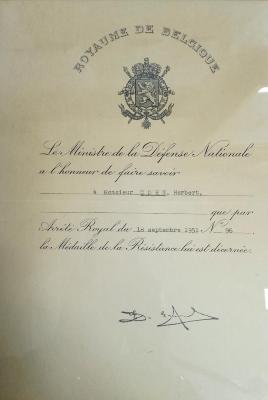 ROYAUME DE BELGIQUE
Le Ministre de la Défense Nationale
a l'honneur de faire savoir
à Monsieur Herbert,
que par
Arrêté Royal du 18 septembre 1951 N° 96
la Médaille de la Résistance lui est décernée.